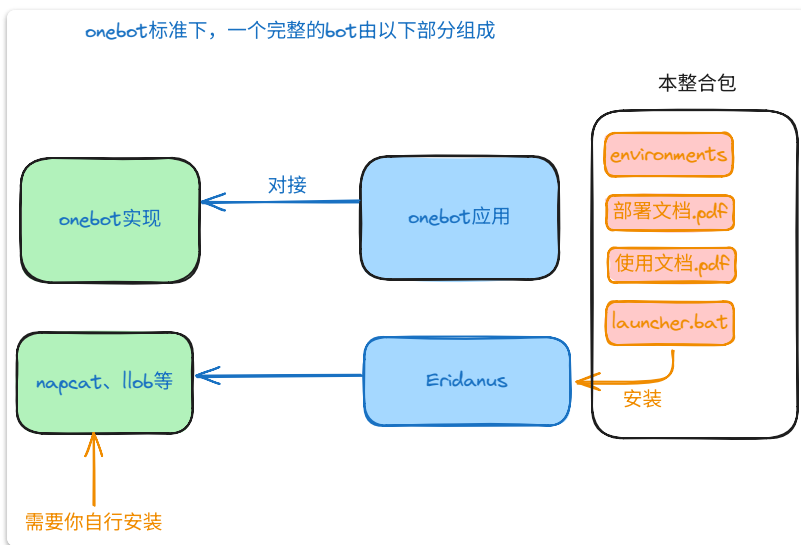 onebot标准下，一个完整的bot由以下部分组成
本整合包
environments
部署文档.pdf
使用文档.pdf
launcher.bat
安装
onebot实现
对接
onebot应用
napcat、llob等
Eridanus
需要你自行安装